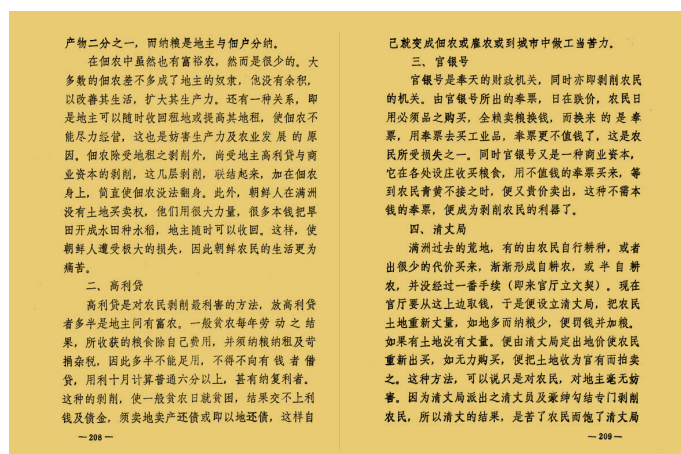 产物二分之一，而纳粮是地主与佃户分纳。
在佃农中虽然也有富裕农，然而是很少的。大
多数的佃农差不多成了地主的奴隶，他没有余积，
以改善其生活，扩大其生产力。还有一种关系，即
是地主可以随时收回租地或提高其地租，使佃农不
能尽力经营，这也是妨害生产力及农业发展的原
因。佃农除受地租之剥削外，尚受地主高利贷与商
业资本的剥削，这几层剥削，联结起来，加在佃农
身上，简直使佃农没法翻身。此外，朝鲜人在满洲
没有土地买卖权，他们用很大力量，很多本钱把旱
田开成水田种水稻，地主随时可以收回。这样，使
朝鲜人遭受极大的损失，因此朝鲜农民的生活更为
痛苦。
二、高利贷
高利贷是对农民剥削最利害的方法，放高利贷
者多半是地主间有富农。一般贫农每年劳动之结
果，所收获的粮食除自己费用，并须纳粮纳租及苛
捐杂税，因此多半不能足用，不得不向有钱者借
贷，用利十月计算普通六分以上，甚有纳复利者。
这种的剥削，使一般贫农日就贫困，结果交不上利
钱及债金，须卖地卖产还债或即以地还债，这样自
—208—
己就变成佃农或雇农或到城市中做工当苦力。
三、官银号
官银号是奉天的财政机关，同时亦即剥削农民
的机关。由官银号所出的奉票，日在跌价，农民日
用必须品之购买，全赖卖粮换钱，而换来的是奉
票，用奉票去买工业品，奉票更不值钱了，这是农
民所受损失之一。同时官银号又是一种商业资本，
它在各处设庄收买粮食，用不值钱的奉票买来，等
到农民青黄不接之时，便又贵价卖出，这种不需本
钱的奉票，便成为剥削农民的利器了。
四、清丈局
满洲过去的荒地，有的由农民自行耕种，或者
出很少的代价买来，渐渐形成自耕农，或半自耕
农，并没经过一番手续（即来官厅立文契）。现在
官厅要从这上边取钱，于是便设立清丈局，把农民
土地重新丈量，如地多而纳粮少，便罚钱并加粮。
如果有土地没有丈量。便由清丈局定出地价使农民
重新出买，如无力购买，便把土地收为官有而拍卖
之。这种方法，可以说只是对农民，对地主毫无妨
害。因为清丈局派出之清丈员及豪绅勾结专门剥削
农民，所以清丈的结果，是苦了农民而饱了清丈局
—209—